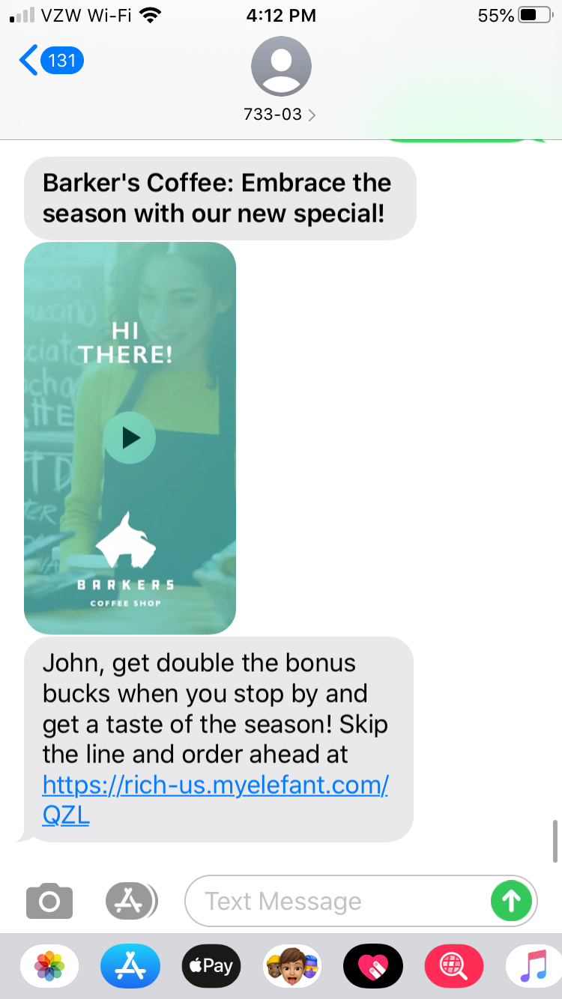 VZW Wi-Fi 4:12 PM 55%
131
733-03
Barker's Coffee: Embrace the
season with our new special!
HI
THERE!
BARKERS
COFFEE SHOP
John, get double the bonus
bucks when you stop by and
get a taste of the season! Skip
the line and order ahead at
https://rich-us.myelefant.com/
QZL
Text Message
Pay